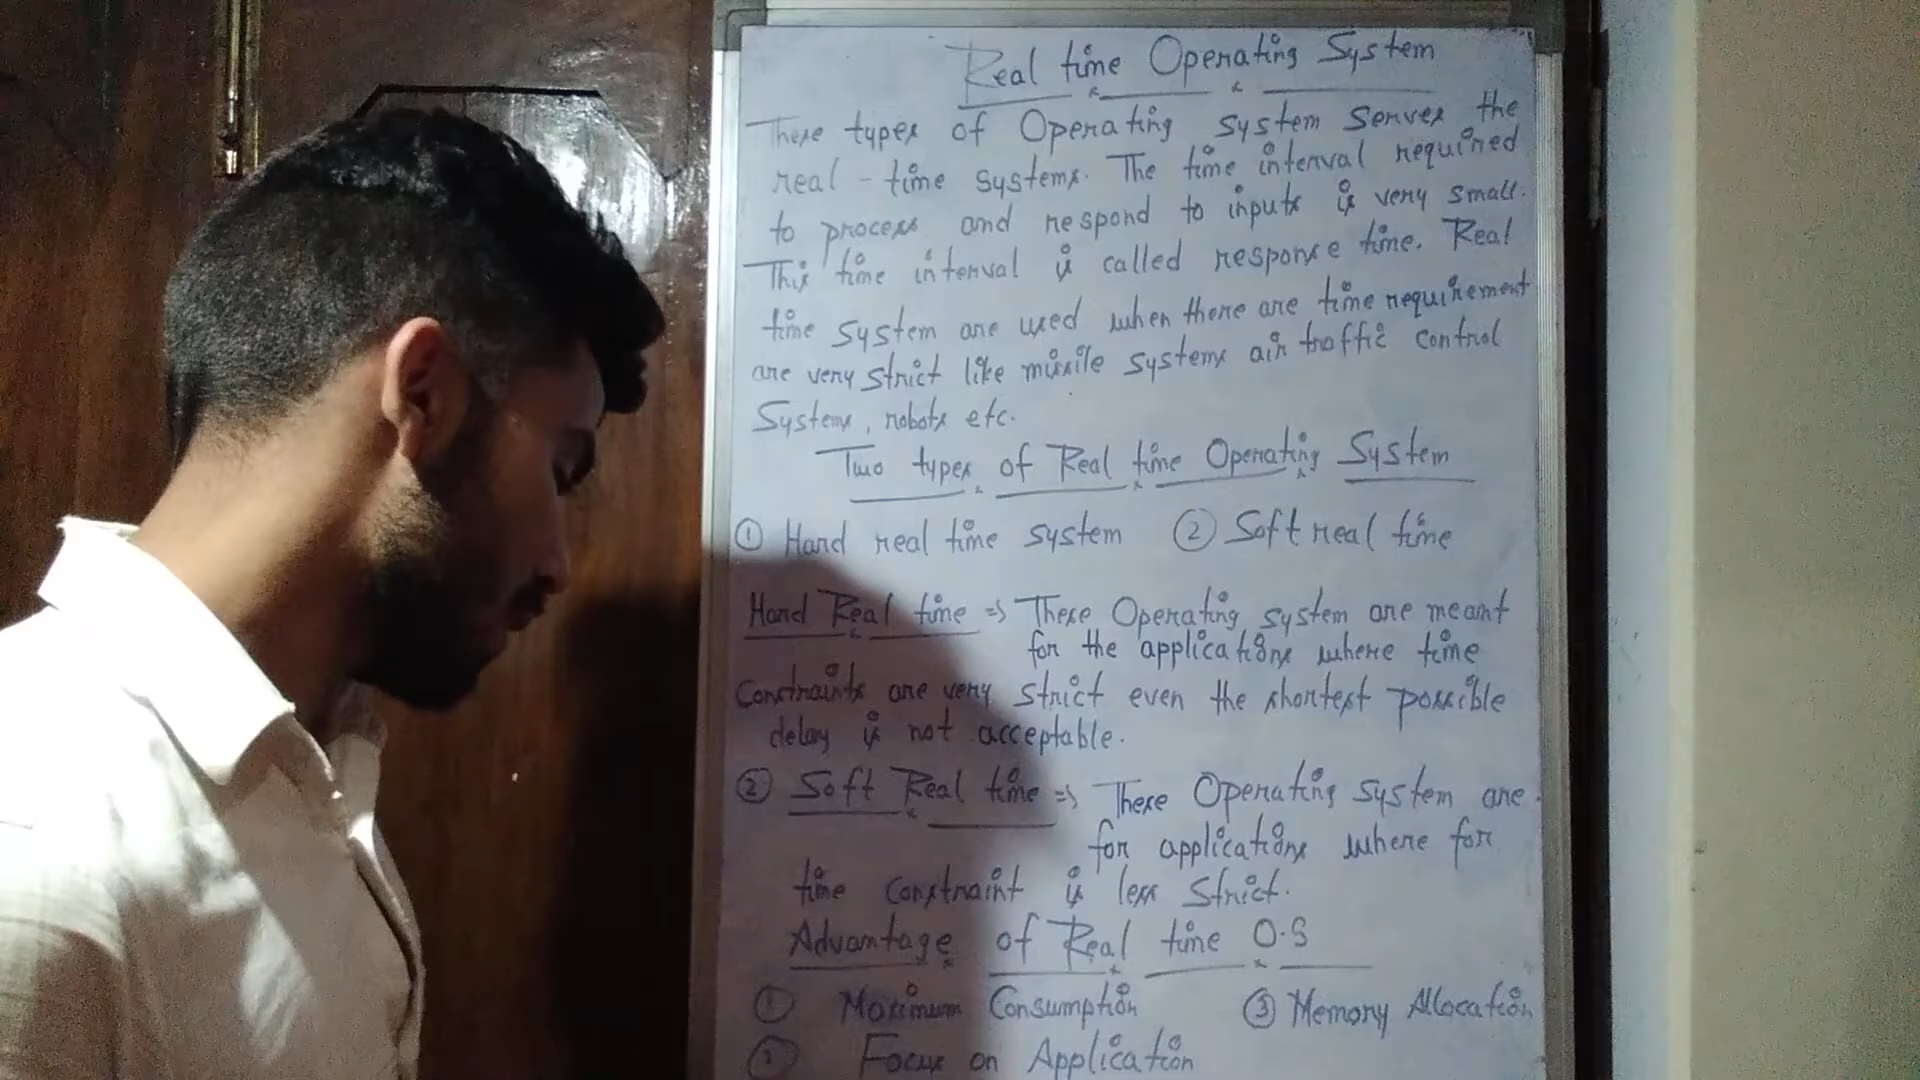 Real time Operating System
These types of Operating system serves the
real - time systems. The time interval required
to process and respond to inputs is very small.
This time interval is called response time. Real
time system are used when there are time requirement
are very strict like missile systems air traffic control
Systems, robots etc.
Two types of Real time Operating System
① Hard real time system ② Soft real time
Hard Real time ⇒ These Operating system are meant
for the applications where time
Constraints are very strict even the shortest possible
delay is not acceptable.
② Soft Real time ⇒ These Operating system are
for applications where for
time constraint is less strict.
Advantage of Real time O.S
① Maximum Consumption ③ Memory Allocation
② Focus on Application